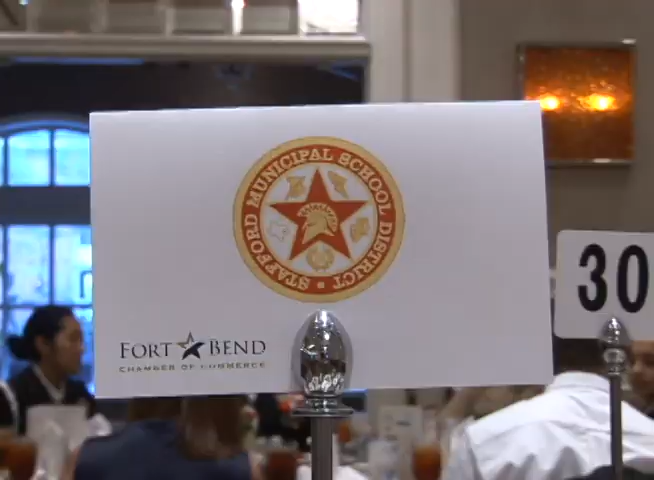 STAFFORD MUNICIPAL SCHOOL DISTRICT
FORT BEND
CHAMBER OF COMMERCE
30